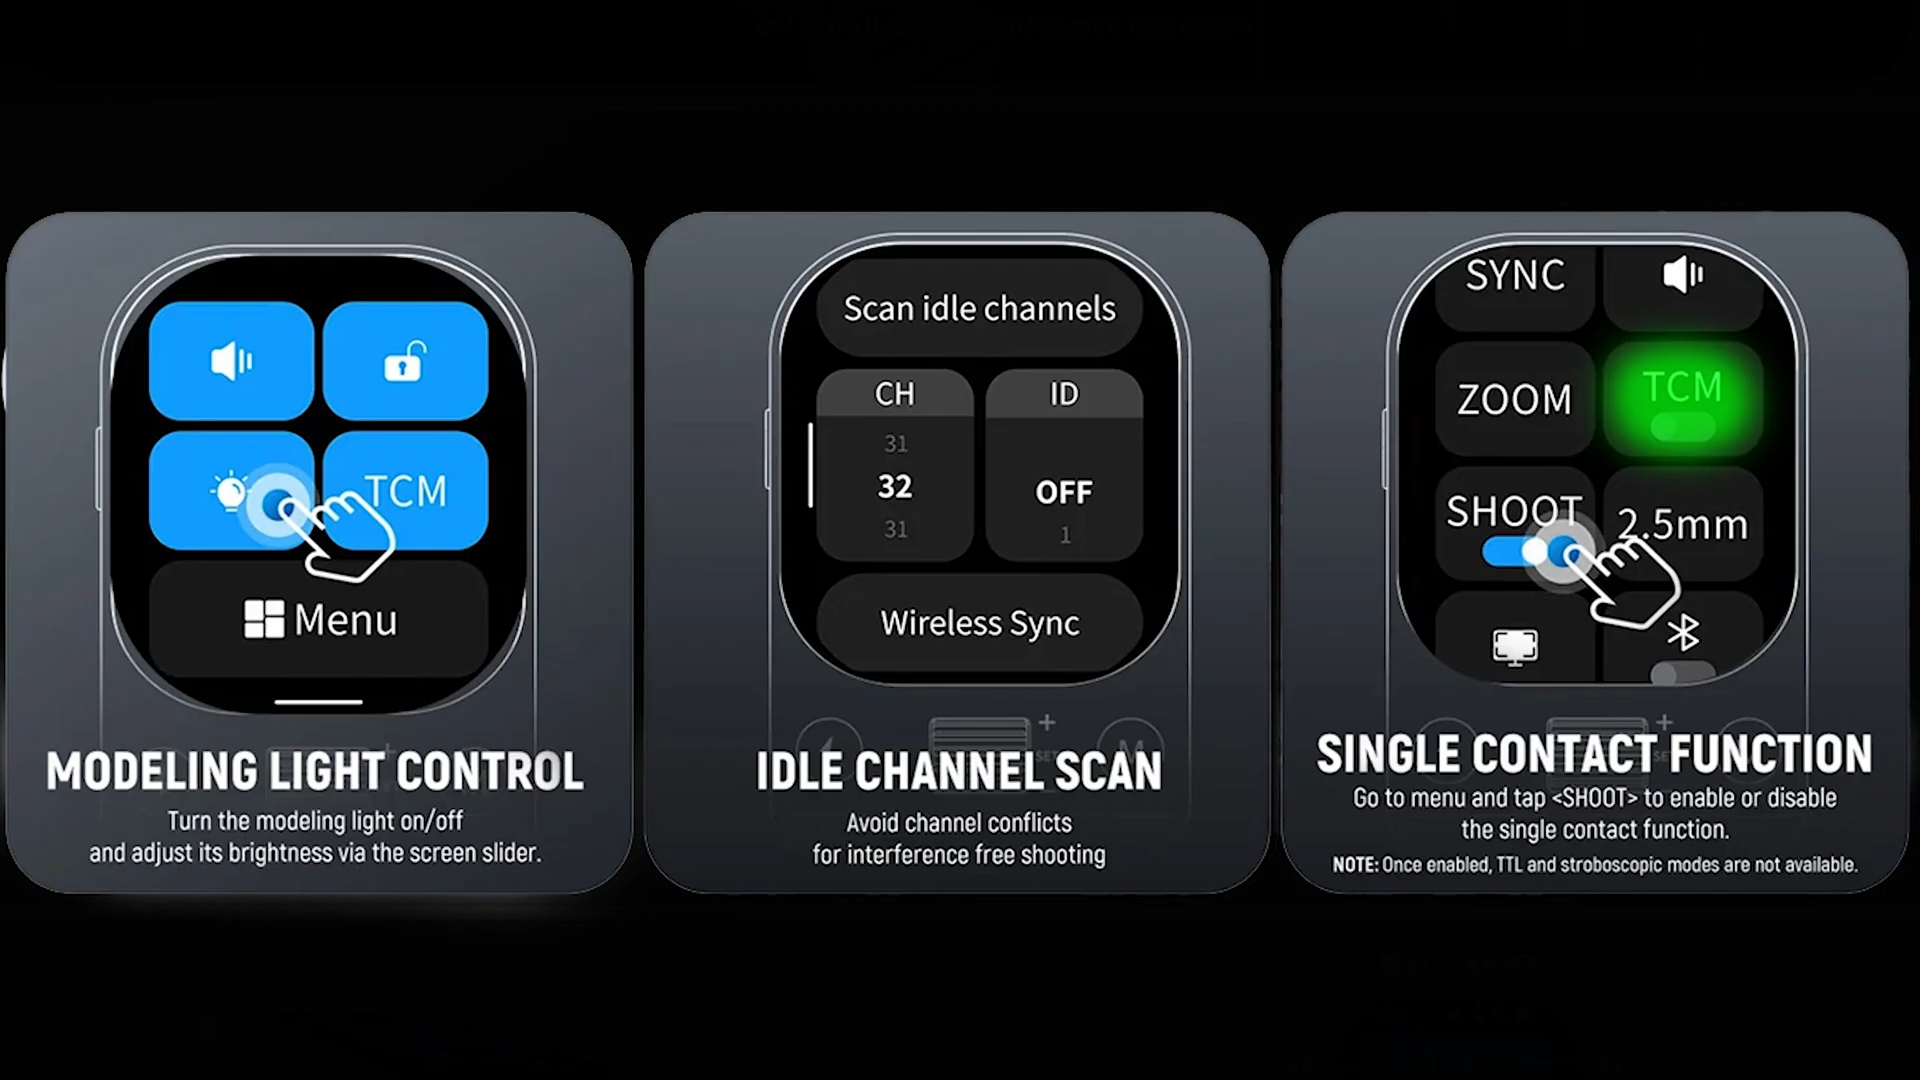 TCM
Menu
MODELING LIGHT CONTROL
Turn the modeling light on/off
and adjust its brightness via the screen slider.
Scan idle channels
CH
ID
31
32
OFF
31
1
Wireless Sync
+
SET
M
IDLE CHANNEL SCAN
Avoid channel conflicts
for interference free shooting
SYNC
ZOOM
TCM
SHOOT
2.5mm
+
SINGLE CONTACT FUNCTION
Go to menu and tap <SHOOT> to enable or disable
the single contact function.
NOTE: Once enabled, TTL and stroboscopic modes are not available.